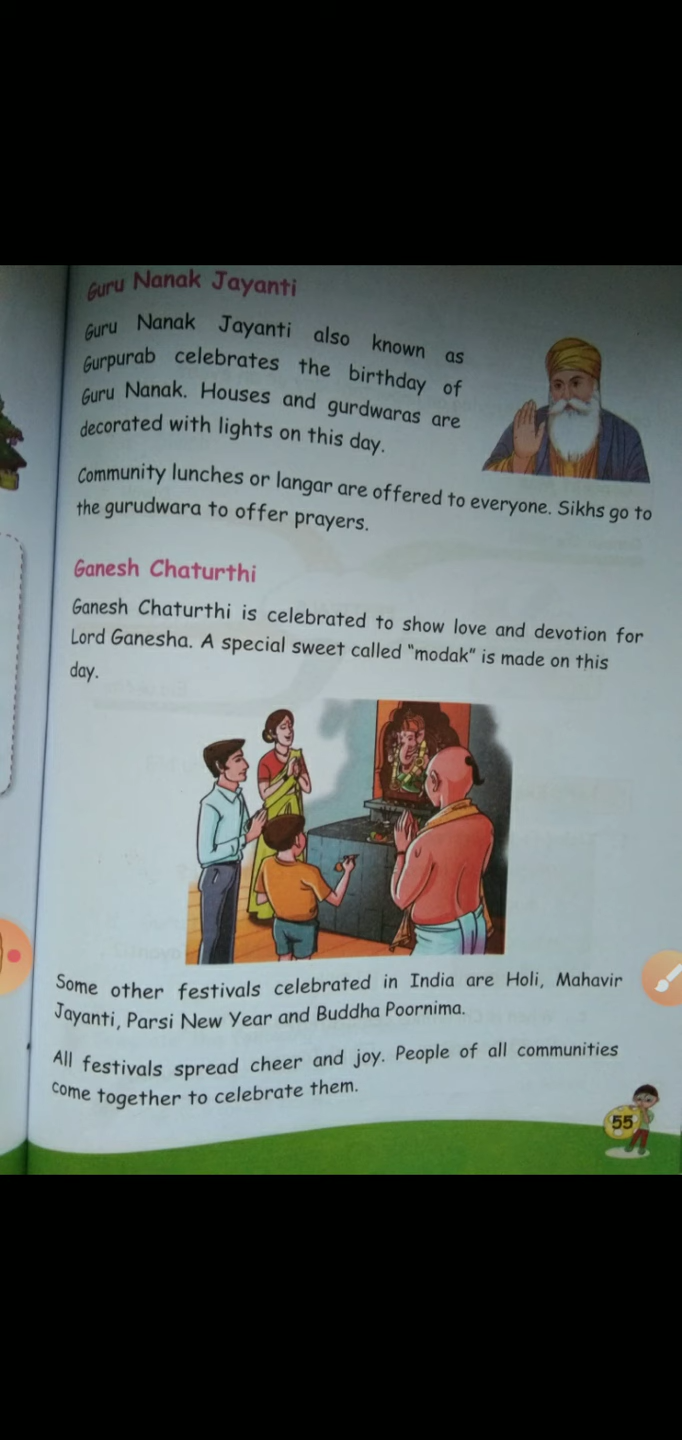 Guru Nanak Jayanti
Guru Nanak Jayanti also known as
Gurpurab celebrates the birthday of
Guru Nanak. Houses and gurdwaras are
decorated with lights on this day.
Community lunches or langar are offered to everyone. Sikhs go to
the gurudwara to offer prayers.
Ganesh Chaturthi
Ganesh Chaturthi is celebrated to show love and devotion for
Lord Ganesha. A special sweet called "modak" is made on this
day.
Some other festivals celebrated in India are Holi, Mahavir
Jayanti, Parsi New Year and Buddha Poornima.
All festivals spread cheer and joy. People of all communities
come together to celebrate them.
55